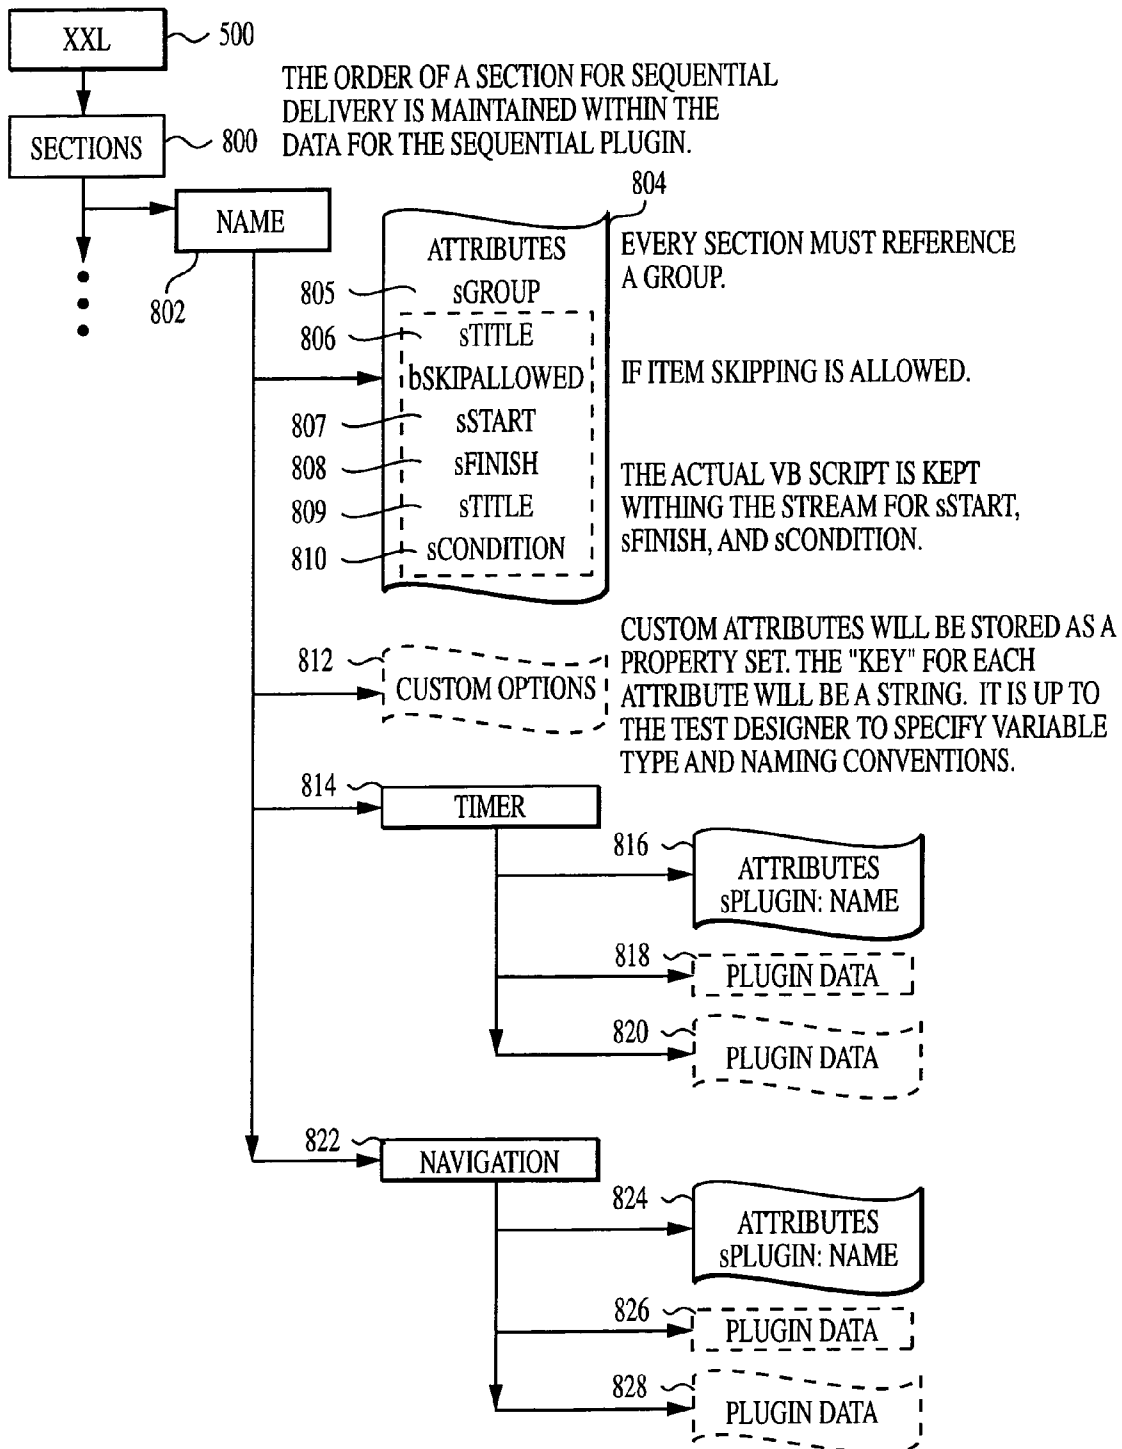 XXL
500
THE ORDER OF A SECTION FOR SEQUENTIAL
DELIVERY IS MAINTAINED WITHIN THE
DATA FOR THE SEQUENTIAL PLUGIN.
SECTIONS
800
NAME
802
804
ATTRIBUTES
EVERY SECTION MUST REFERENCE
A GROUP.
805
sGROUP
806
sTITLE
bSKIPALLOWED
IF ITEM SKIPPING IS ALLOWED.
807
sSTART
808
sFINISH
809
sTITLE
810
sCONDITION
THE ACTUAL VB SCRIPT IS KEPT
WITHING THE STREAM FOR sSTART,
sFINISH, AND sCONDITION.
812
CUSTOM OPTIONS
CUSTOM ATTRIBUTES WILL BE STORED AS A
PROPERTY SET. THE "KEY" FOR EACH
ATTRIBUTE WILL BE A STRING. IT IS UP TO
THE TEST DESIGNER TO SPECIFY VARIABLE
TYPE AND NAMING CONVENTIONS.
814
TIMER
816
ATTRIBUTES
sPLUGIN: NAME
818
PLUGIN DATA
820
PLUGIN DATA
822
NAVIGATION
824
ATTRIBUTES
sPLUGIN: NAME
826
PLUGIN DATA
828
PLUGIN DATA